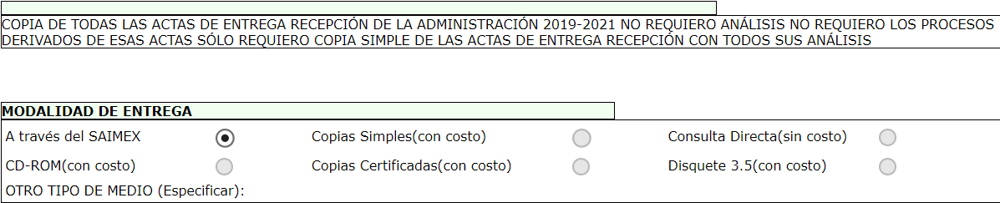 COPIA DE TODAS LAS ACTAS DE ENTREGA RECEPCIÓN DE LA ADMINISTRACIÓN 2019-2021 NO REQUIERO ANÁLISIS NO REQUIERO LOS PROCESOS
DERIVADOS DE ESAS ACTAS SÓLO REQUIERO COPIA SIMPLE DE LAS ACTAS DE ENTREGA RECEPCIÓN CON TODOS SUS ANÁLISIS
MODALIDAD DE ENTREGA
A través del SAIMEX Copias Simples(con costo) Consulta Directa(sin costo)
CD-ROM(con costo) Copias Certificadas(con costo) Disquete 3.5(con costo)
OTRO TIPO DE MEDIO (Especificar):